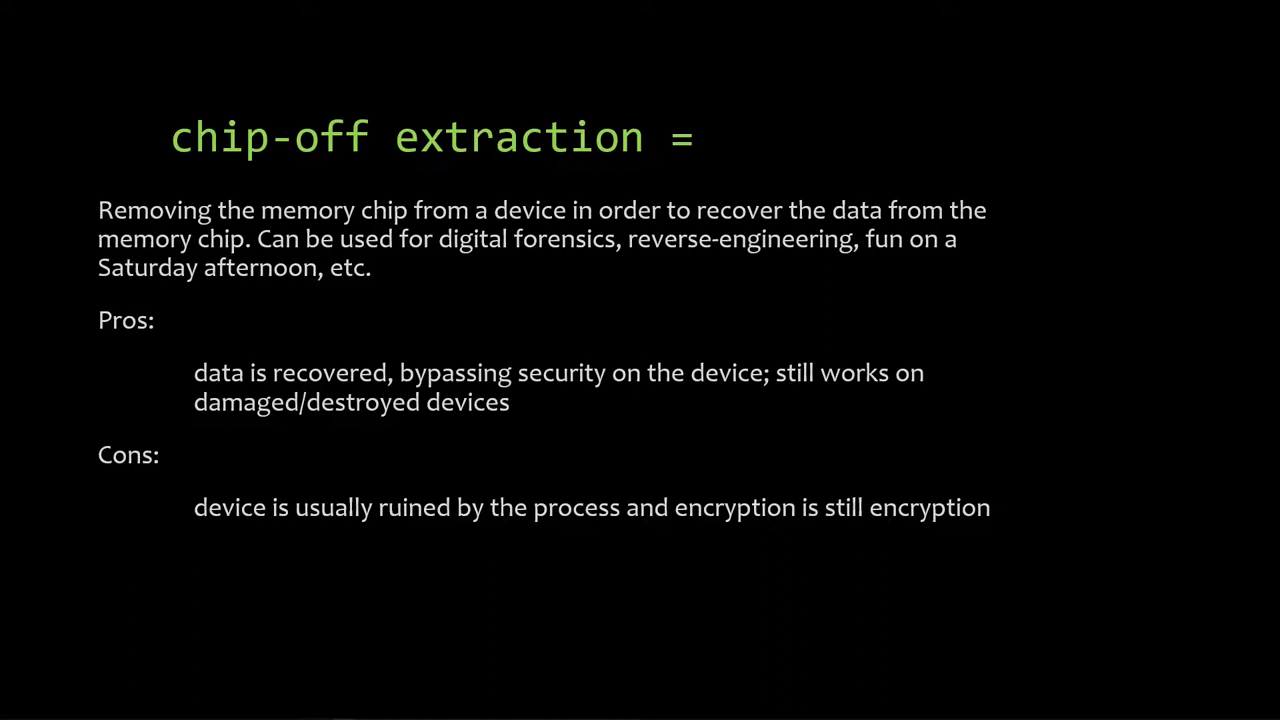 chip-off extraction =
Removing the memory chip from a device in order to recover the data from the
memory chip. Can be used for digital forensics, reverse-engineering, fun on a
Saturday afternoon, etc.
Pros:
data is recovered, bypassing security on the device; still works on
damaged/destroyed devices
Cons:
device is usually ruined by the process and encryption is still encryption